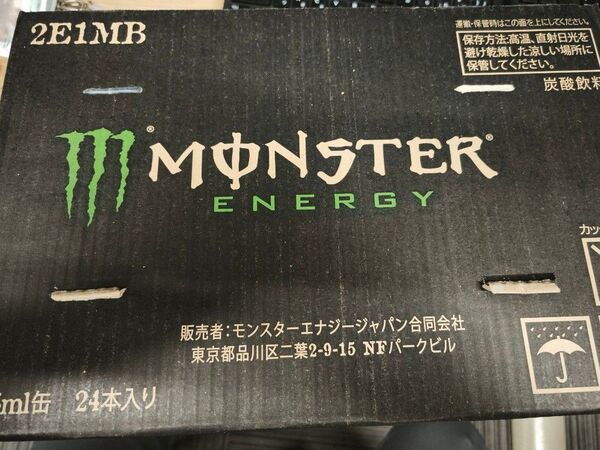 2E1MB
運搬・保管時はこの面を上にしてください。
保存方法:高温、直射日光を
避け乾燥した涼しい場所に
保管してください。
炭酸飲料
MONSTER
ENERGY
販売者:モンスターエナジージャパン合同会社
東京都品川区二葉2-9-15 NFパークビル
ml缶 24本入り